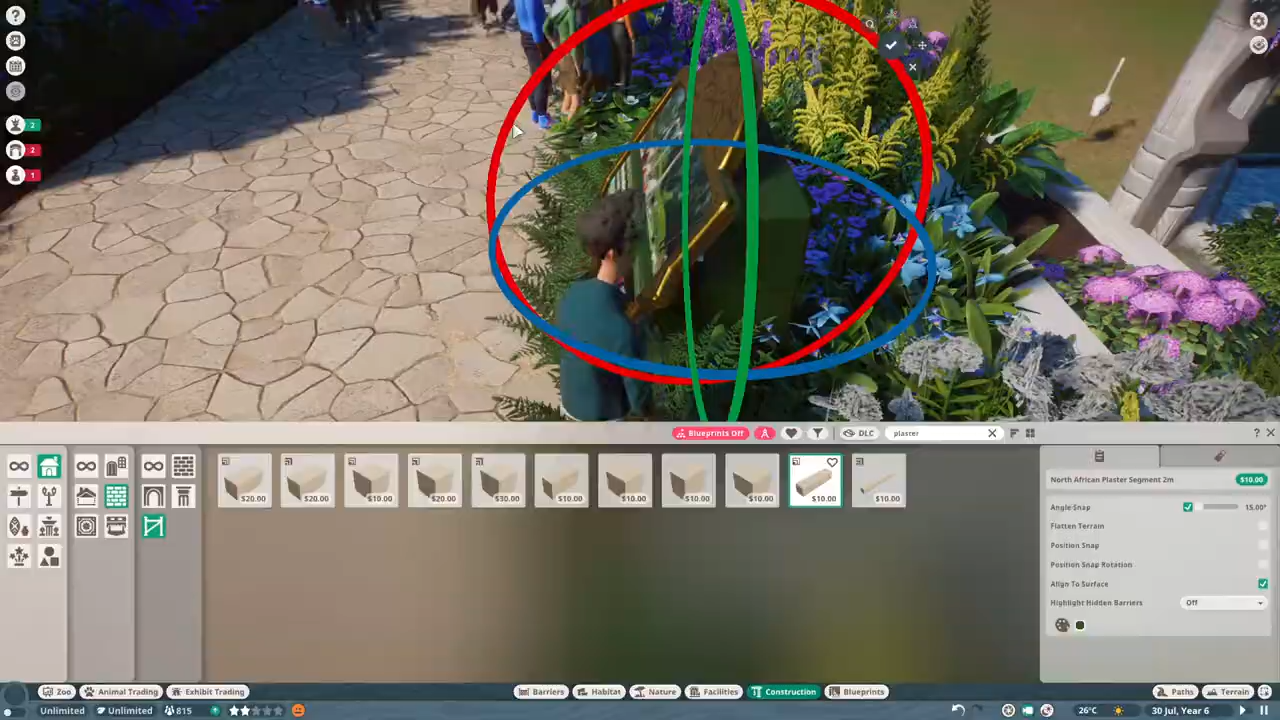 ?
2
2
1
Blueprints Off
DLC
plaster
?
$20.00
$20.00
$10.00
$20.00
$30.00
$10.00
$10.00
$10.00
$10.00
$10.00
$10.00
North African Plaster Segment 2m
$10.00
Angle Snap
15.00°
Flatten Terrain
Position Snap
Position Snap Rotation
Align To Surface
Highlight Hidden Barriers
Off
Zoo
Animal Trading
Exhibit Trading
Barriers
Habitat
Nature
Facilities
Construction
Blueprints
Paths
Terrain
Unlimited
Unlimited
815
26°C
30 Jul, Year 6